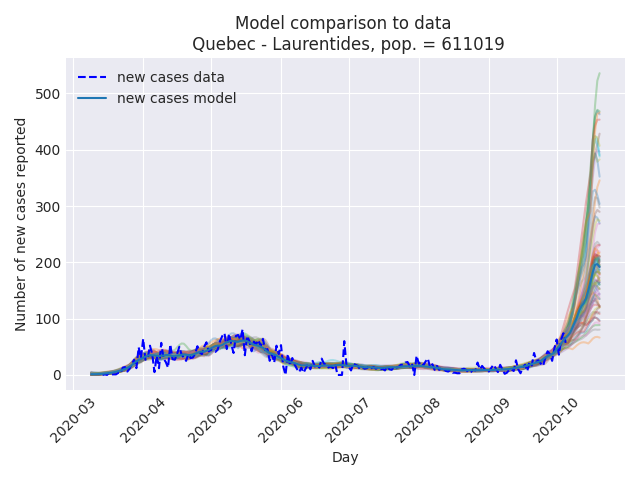 Model comparison to data
Quebec - Laurentides, pop. = 611019
new cases data
new cases model
Number of new cases reported
500
400
300
200
100
0
2020-03
2020-04
2020-05
2020-06
2020-07
2020-08
2020-09
2020-10
Day